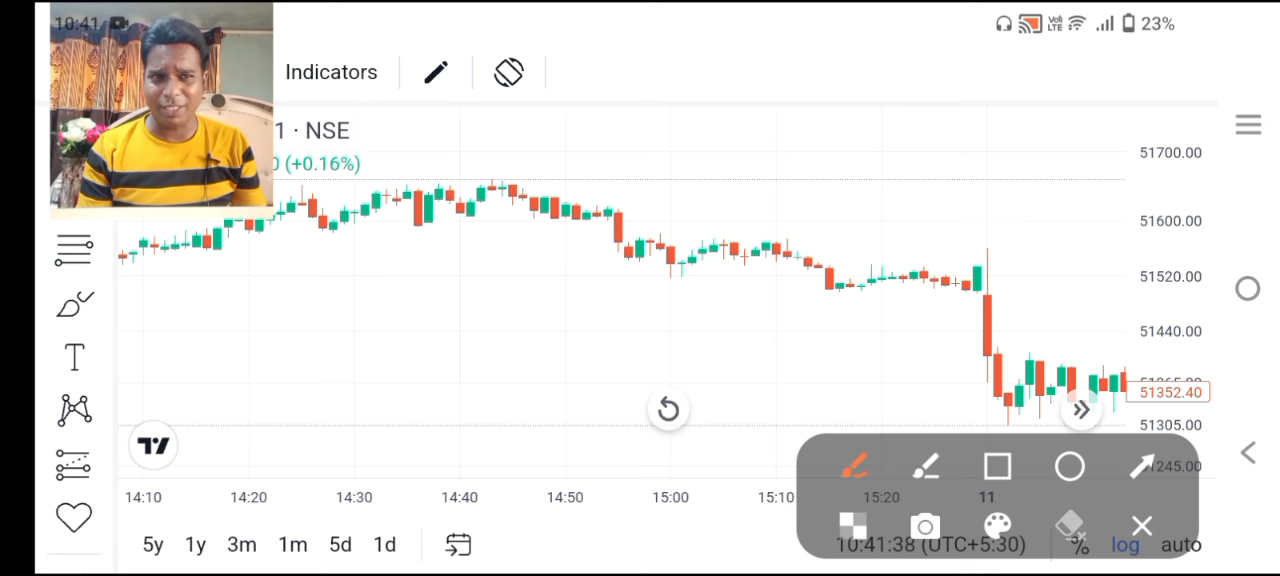 10:41
Vo) LTE 23%
Indicators
1 · NSE
0 (+0.16%)
51700.00
51600.00
51520.00
51440.00
51352.40
51305.00
51245.00
14:10 14:20 14:30 14:40 14:50 15:00 15:10 15:20 11
5y 1y 3m 1m 5d 1d 10:41:38 (UTC+5:30) % log auto